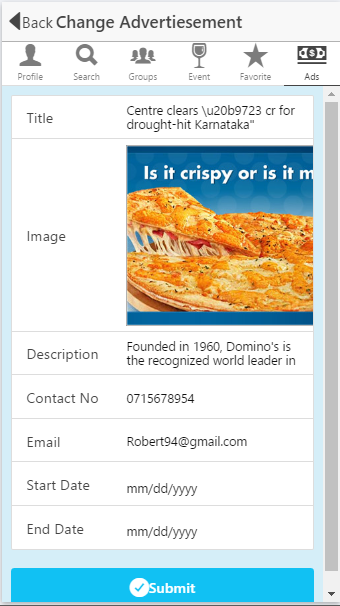 Back Change Advertiesement
Profile Search Groups Event Favorite Ads
Title
Centre clears \u20b9723 cr for
drought-hit Karnataka"
Image
Is it crispy or is it m
Description
Founded in 1960, Domino's is
the recognized world leader in
Contact No 0715678954
Email Robert94@gmail.com
Start Date mm/dd/yyyy
End Date mm/dd/yyyy
Submit